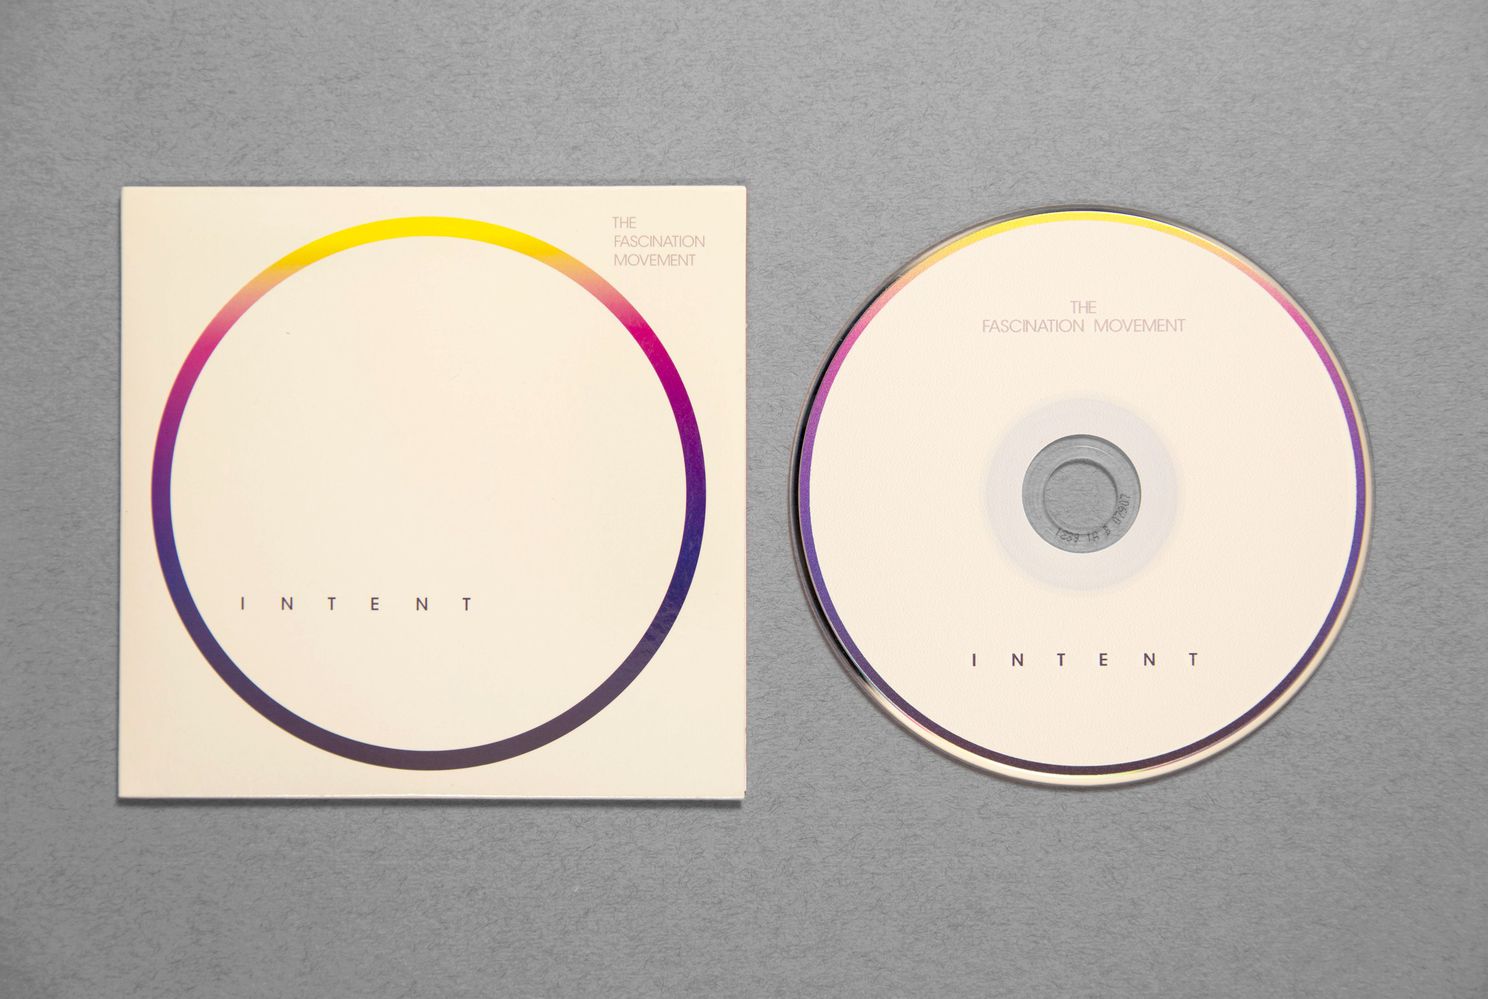 THE
FASCINATION
MOVEMENT
I N T E N T
THE
FASCINATION MOVEMENT
I N T E N T